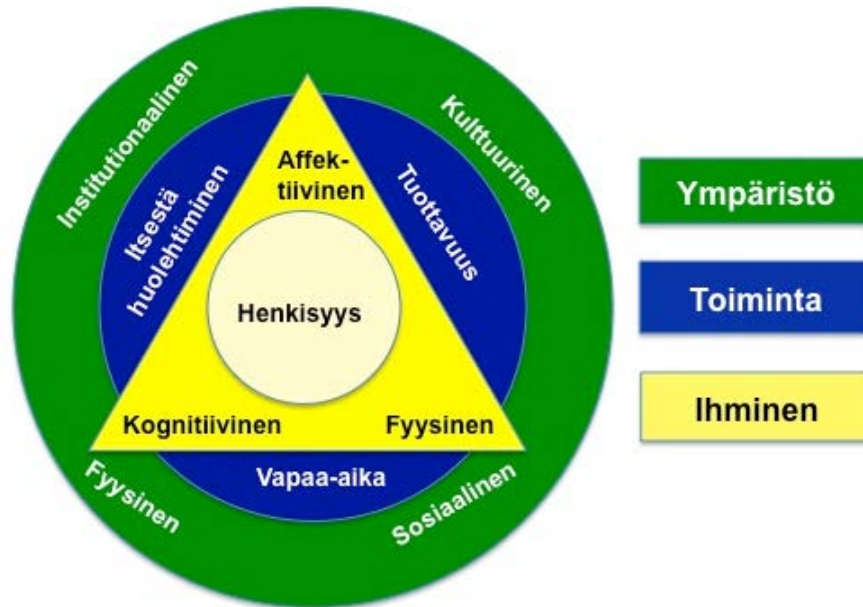 Institutionaalinen
Kulttuurinen
Itsestä
huolehtiminen
Affek-
tiivinen
Tuottavuus
Henkisyys
Kognitiivinen
Fyysinen
Fyysinen
Vapaa-aika
Sosiaalinen
Ympäristö
Toiminta
Ihminen